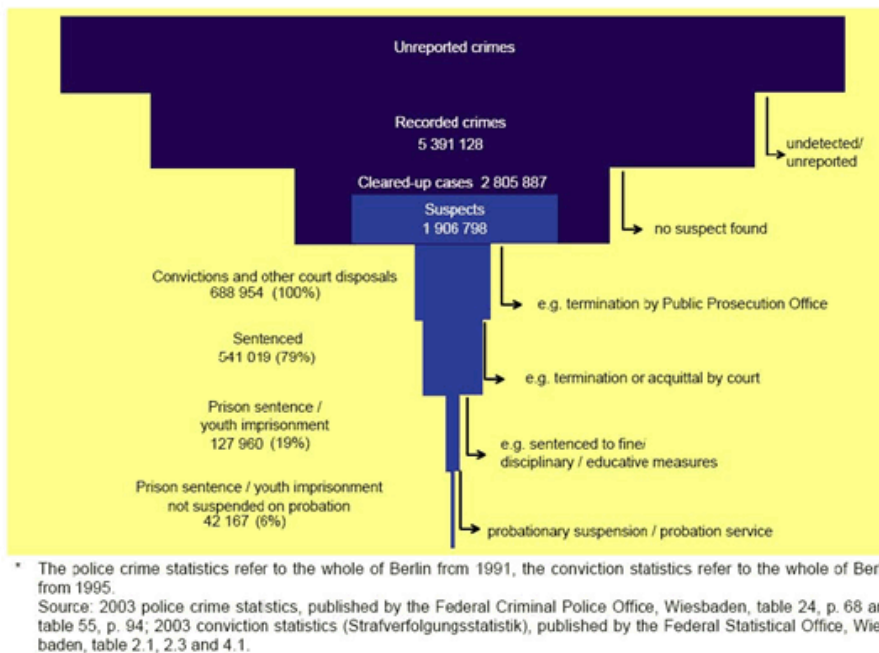 Unreported crimes
Recorded crimes
5 391 128
undetected/
unreported
Cleared-up cases 2 805 887
Suspects
1 906 798
no suspect found
Convictions and other court disposals
688 954 (100%)
e.g. termination by Public Prosecution Office
Sentenced
541 019 (79%)
e.g. termination or acquittal by court
Prison sentence /
youth imprisonment
127 960 (19%)
e.g. sentenced to fine/
disciplinary / educative measures
Prison sentence / youth imprisonment
not suspended on probation
42 167 (6%)
probationary suspension / probation service
* The police crime statistics refer to the whole of Berlin from 1991, the conviction statistics refer to the whole of Ber
from 1995.
Source: 2003 police crime statistics, published by the Federal Criminal Police Office, Wiesbaden, table 24, p. 68 a
table 55, p. 94; 2003 conviction statistics (Strafverfolgungsstatistik), published by the Federal Statistical Office, Wie
baden, table 2.1, 2.3 and 4.1.